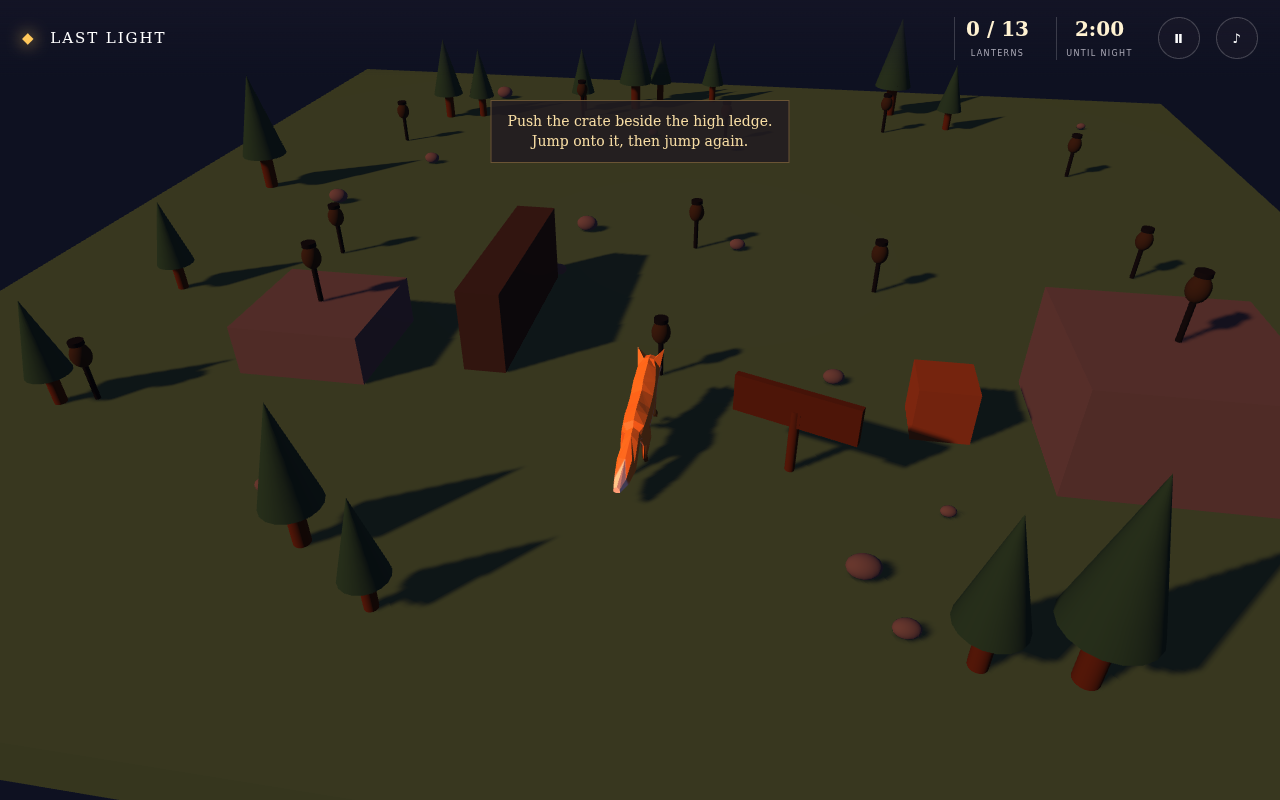 LAST LIGHT
0 / 13
LANTERNS
2:00
UNTIL NIGHT
Push the crate beside the high ledge.
Jump onto it, then jump again.